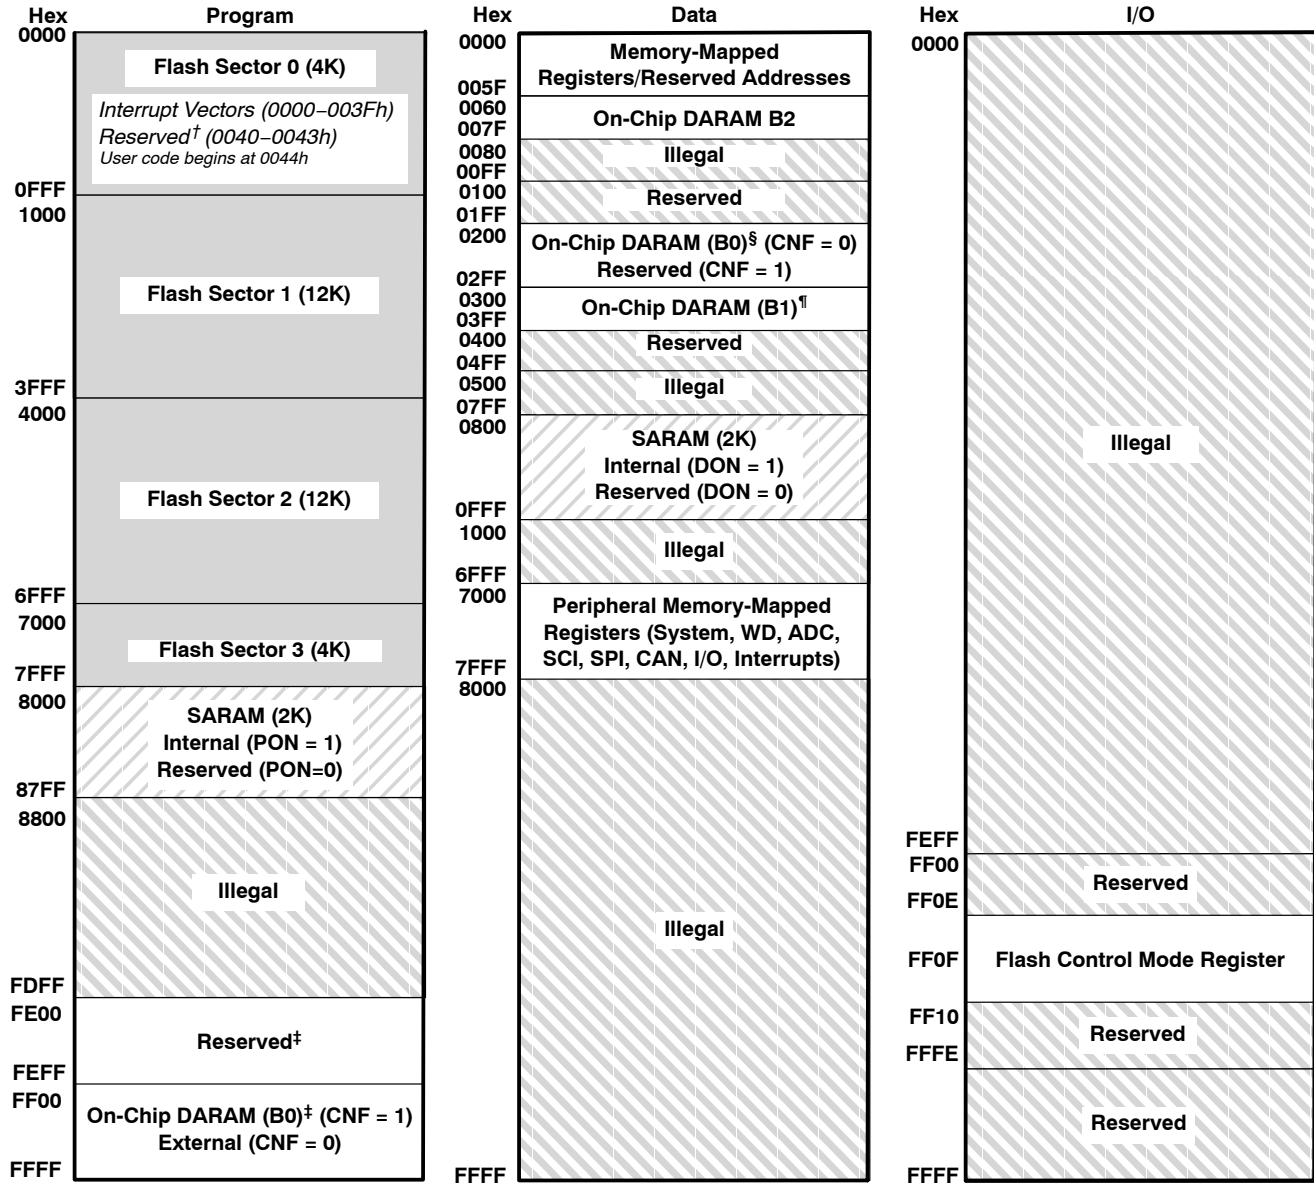 Hex Program
0000
Flash Sector 0 (4K)
Interrupt Vectors (0000–003Fh)
Reserved† (0040–0043h)
User code begins at 0044h
0FFF
1000
Flash Sector 1 (12K)
3FFF
4000
Flash Sector 2 (12K)
6FFF
7000
Flash Sector 3 (4K)
7FFF
8000
SARAM (2K)
Internal (PON = 1)
Reserved (PON=0)
87FF
8800
Illegal
FDFF
FE00
Reserved‡
FEFF
FF00
On-Chip DARAM (B0)‡ (CNF = 1)
External (CNF = 0)
FFFF
Hex Data
0000
Memory-Mapped
Registers/Reserved Addresses
005F
0060
On-Chip DARAM B2
007F
0080
Illegal
00FF
0100
Reserved
01FF
0200
On-Chip DARAM (B0)§ (CNF = 0)
Reserved (CNF = 1)
02FF
0300
On-Chip DARAM (B1)¶
03FF
0400
Reserved
04FF
0500
Illegal
07FF
0800
SARAM (2K)
Internal (DON = 1)
Reserved (DON = 0)
0FFF
1000
Illegal
6FFF
7000
Peripheral Memory-Mapped
Registers (System, WD, ADC,
SCI, SPI, CAN, I/O, Interrupts)
7FFF
8000
Illegal
FFFF
Hex I/O
0000
Illegal
FEFF
FF00
Reserved
FF0E
FF0F Flash Control Mode Register
FF10
Reserved
FFFE
Reserved
FFFF